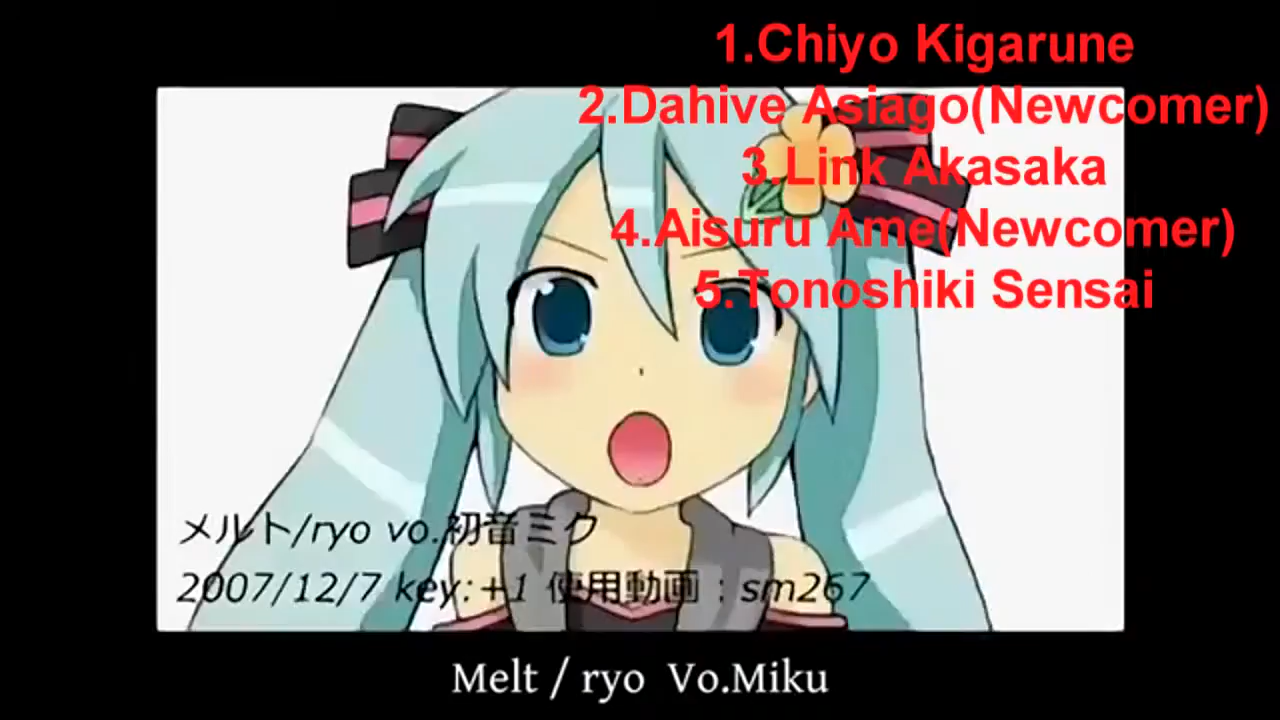 1.Chiyo Kigarune
2.Dahive Asiago(Newcomer)
3.Link Akasaka
4.Aisuru Ame(Newcomer)
5.Tonoshiki Sensai
メルト/ryo vo.初音ミク
2007/12/7 key:+1 使用動画:sm267
Melt / ryo Vo.Miku